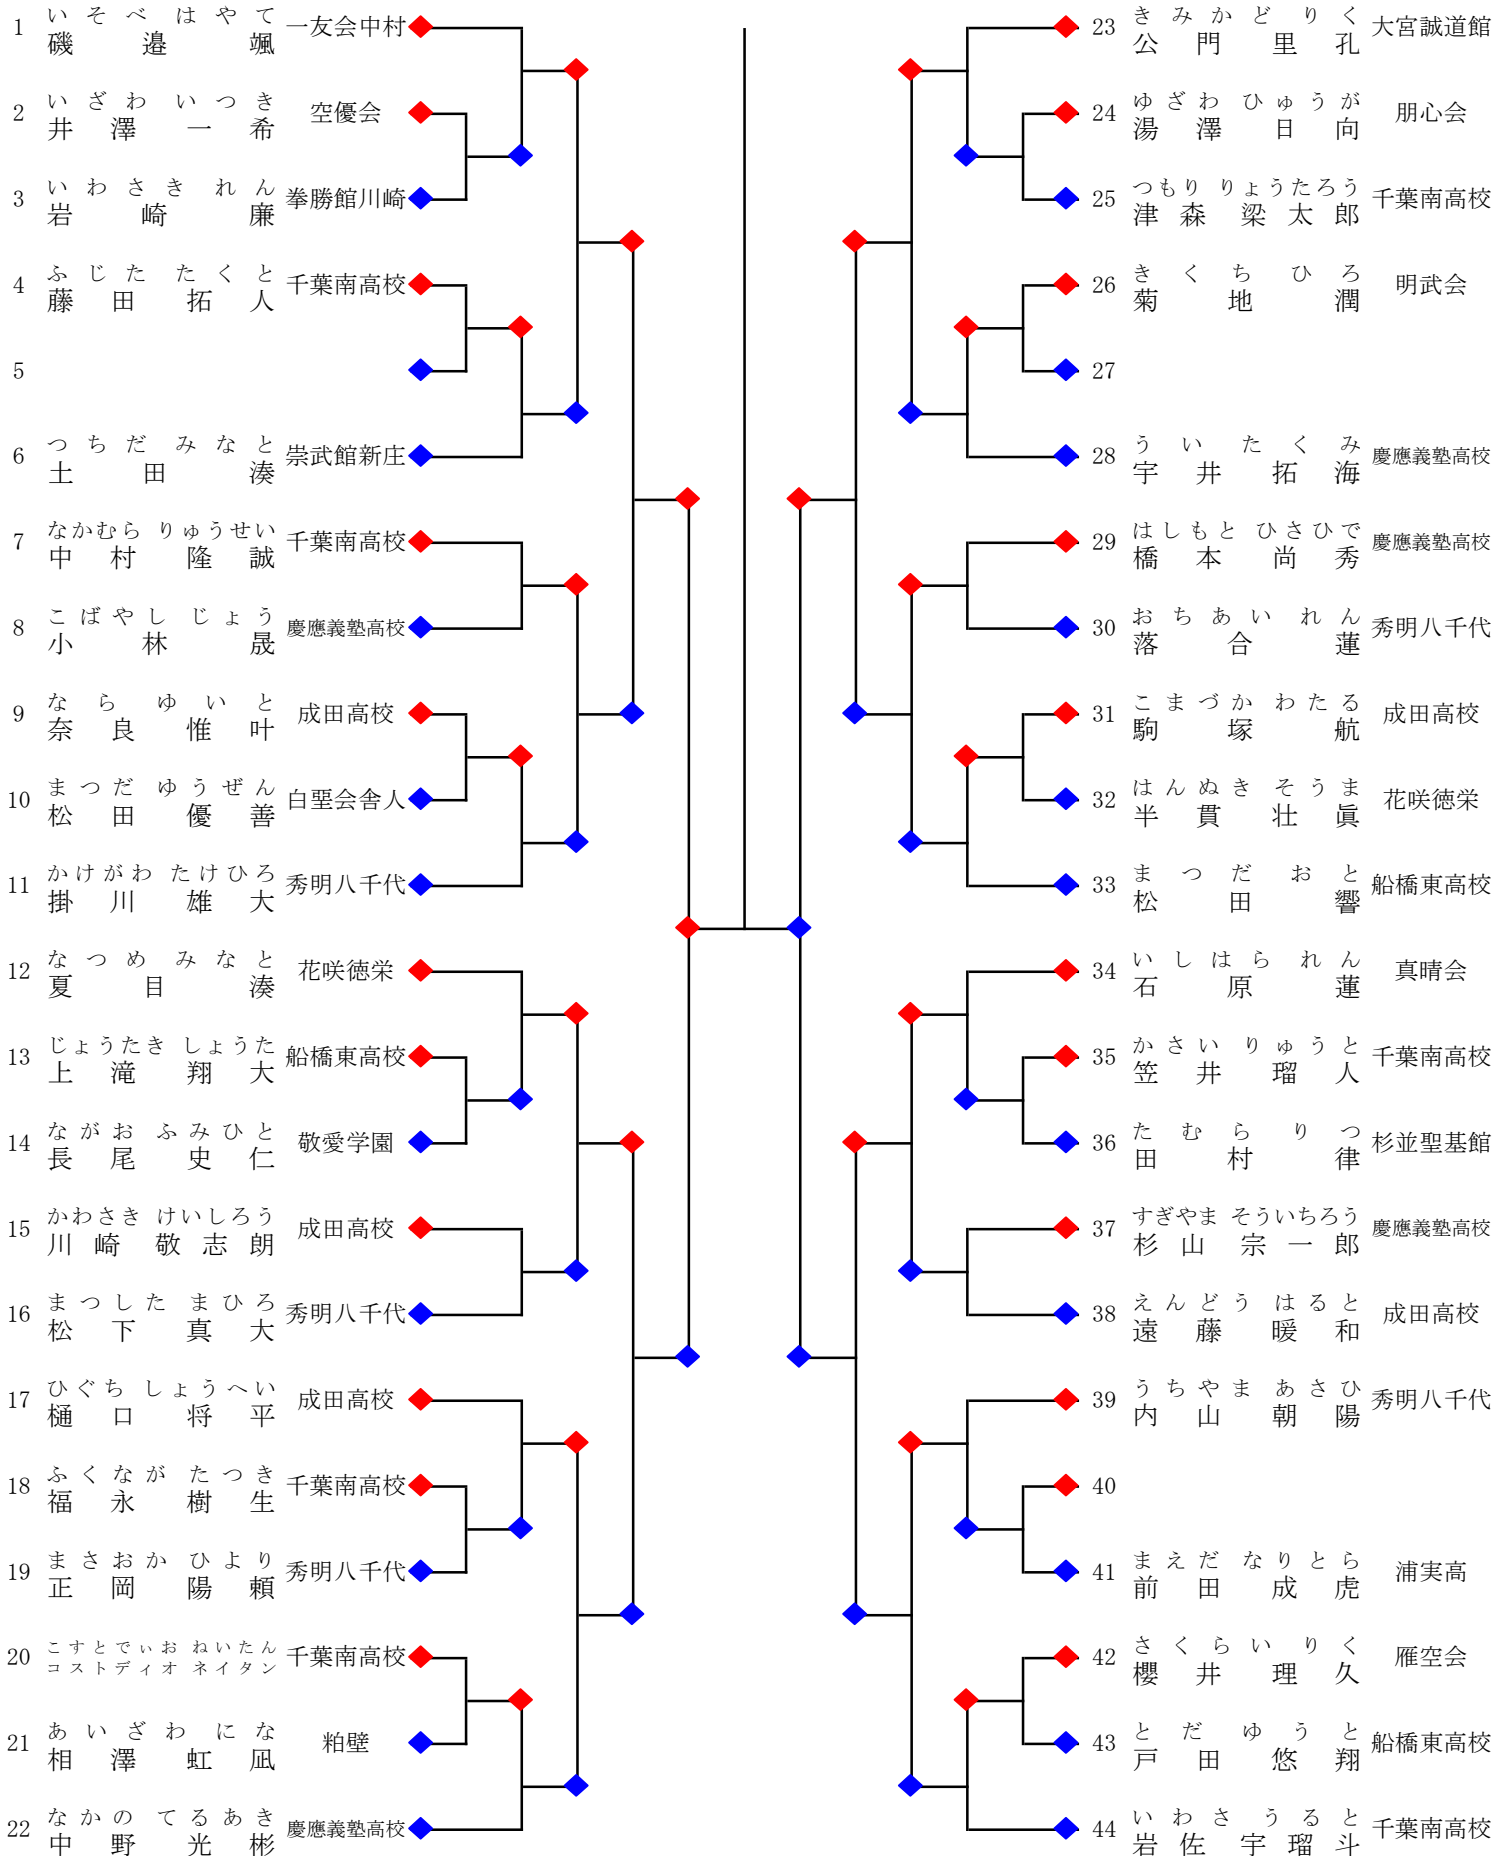 いそべ はやて
1 磯邉 颯 一友会中村
いざわ いつき
2 井澤 一希 空優会
いわさき れん
3 岩崎 廉 拳勝館川崎
ふじた たくと
4 藤田 拓人 千葉南高校
5
つちだ みなと
6 土田 湊 崇武館新庄
なかむら りゅうせい
7 中村 隆誠 千葉南高校
こばやし じょう
8 小林 晟 慶應義塾高校
なら ゆいと
9 奈良 惟叶 成田高校
まつだ ゆうぜん
10 松田 優善 白堊会舎人
かけがわ たけひろ
11 掛川 雄大 秀明八千代
なつめ みなと
12 夏目 湊 花咲徳栄
じょうたき しょうた
13 上滝 翔大 船橋東高校
ながお ふみひと
14 長尾 史仁 敬愛学園
かわさき けいしろう
15 川崎 敬志朗 成田高校
まつした まひろ
16 松下 真大 秀明八千代
ひぐち しょうへい
17 樋口 将平 成田高校
ふくなが たつき
18 福永 樹生 千葉南高校
まさおか ひより
19 正岡 陽頼 秀明八千代
こすとでぃお ねいたん
20 コストディオ ネイタン 千葉南高校
あいざわ にな
21 相澤 虹凪 粕壁
なかの てるあき
22 中野 光彬 慶應義塾高校
きみかど りく
23 公門 里孔 大宮誠道館
ゆざわ ひゅうが
24 湯澤 日向 朋心会
つもり りょうたろう
25 津森 梁太郎 千葉南高校
きくち ひろ
26 菊地 潤 明武会
27
うい たくみ
28 宇井 拓海 慶應義塾高校
はしもと ひさひで
29 橋本 尚秀 慶應義塾高校
おちあい れん
30 落合 蓮 秀明八千代
こまづか わたる
31 駒塚 航 成田高校
はんぬき そうま
32 半貫 壮眞 花咲徳栄
まつだ おと
33 松田 響 船橋東高校
いしはら れん
34 石原 蓮 真晴会
かさい りゅうと
35 笠井 瑠人 千葉南高校
たむら りつ
36 田村 律 杉並聖基館
すぎやま そういちろう
37 杉山 宗一郎 慶應義塾高校
えんどう はると
38 遠藤 暖和 成田高校
うちやま あさひ
39 内山 朝陽 秀明八千代
40
まえだ なりとら
41 前田 成虎 浦実高
さくらい りく
42 櫻井 理久 雁空会
とだ ゆうと
43 戸田 悠翔 船橋東高校
いわさ うると
44 岩佐 宇瑠斗 千葉南高校